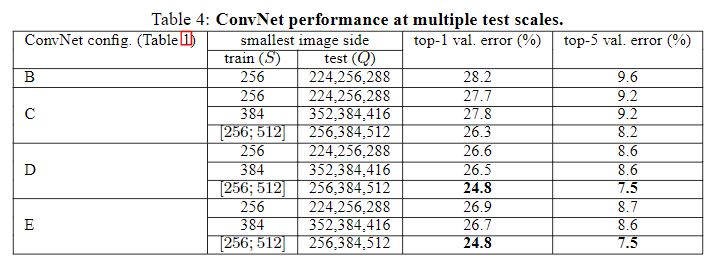 Table 4: ConvNet performance at multiple test scales.
ConvNet config. (Table 1) smallest image side top-1 val. error (%) top-5 val. error (%)
train (S) test (Q)
B 256 224,256,288 28.2 9.6
256 224,256,288 27.7 9.2
C 384 352,384,416 27.8 9.2
[256; 512] 256,384,512 26.3 8.2
256 224,256,288 26.6 8.6
D 384 352,384,416 26.5 8.6
[256; 512] 256,384,512 24.8 7.5
256 224,256,288 26.9 8.7
E 384 352,384,416 26.7 8.6
[256; 512] 256,384,512 24.8 7.5